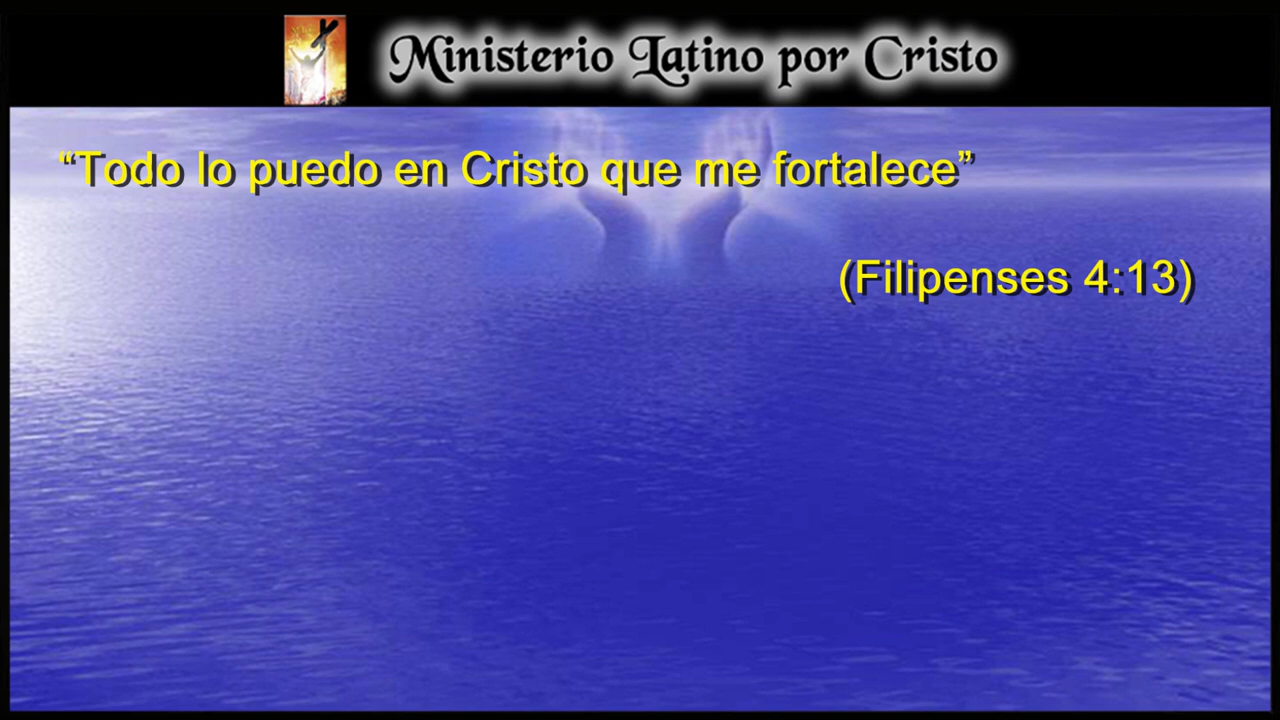 Ministerio Latino por Cristo
“Todo lo puedo en Cristo que me fortalece”
(Filipenses 4:13)